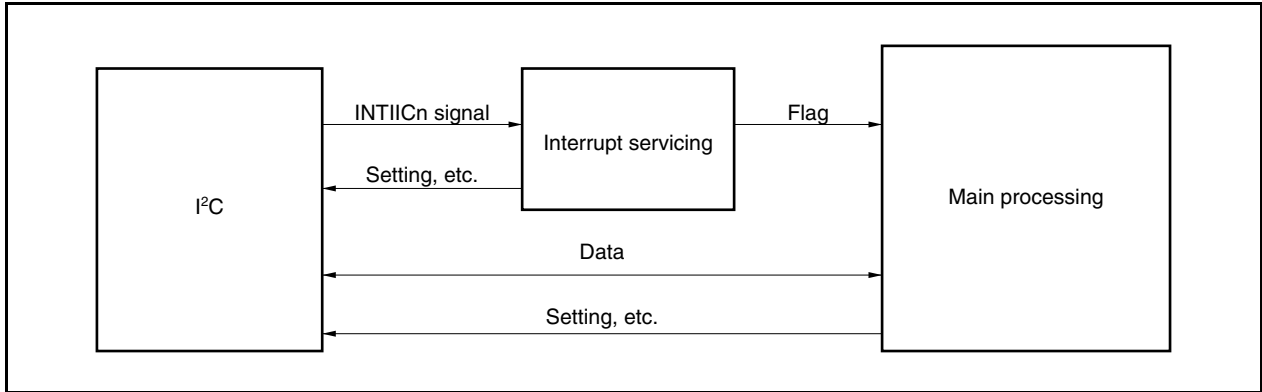 INTIICn signal
Flag
Interrupt servicing
Setting, etc.
I²C
Main processing
Data
Setting, etc.